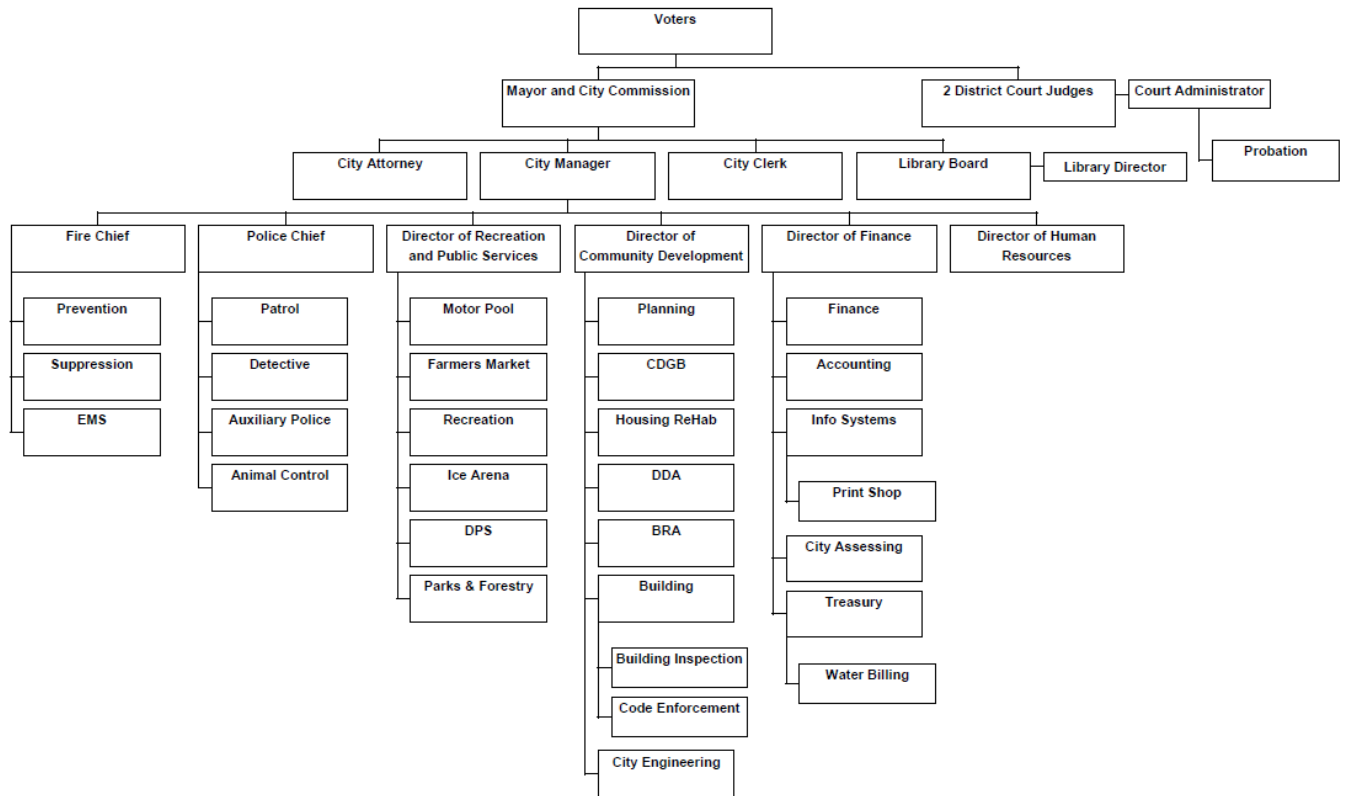 Voters
Mayor and City Commission
2 District Court Judges
Court Administrator
City Attorney
City Manager
City Clerk
Library Board
Library Director
Probation
Fire Chief
Police Chief
Director of Recreation
and Public Services
Director of
Community Development
Director of Finance
Director of Human
Resources
Prevention
Suppression
EMS
Patrol
Detective
Auxiliary Police
Animal Control
Motor Pool
Farmers Market
Recreation
Ice Arena
DPS
Parks & Forestry
Planning
CDGB
Housing ReHab
DDA
BRA
Building
Building Inspection
Code Enforcement
City Engineering
Finance
Accounting
Info Systems
Print Shop
City Assessing
Treasury
Water Billing